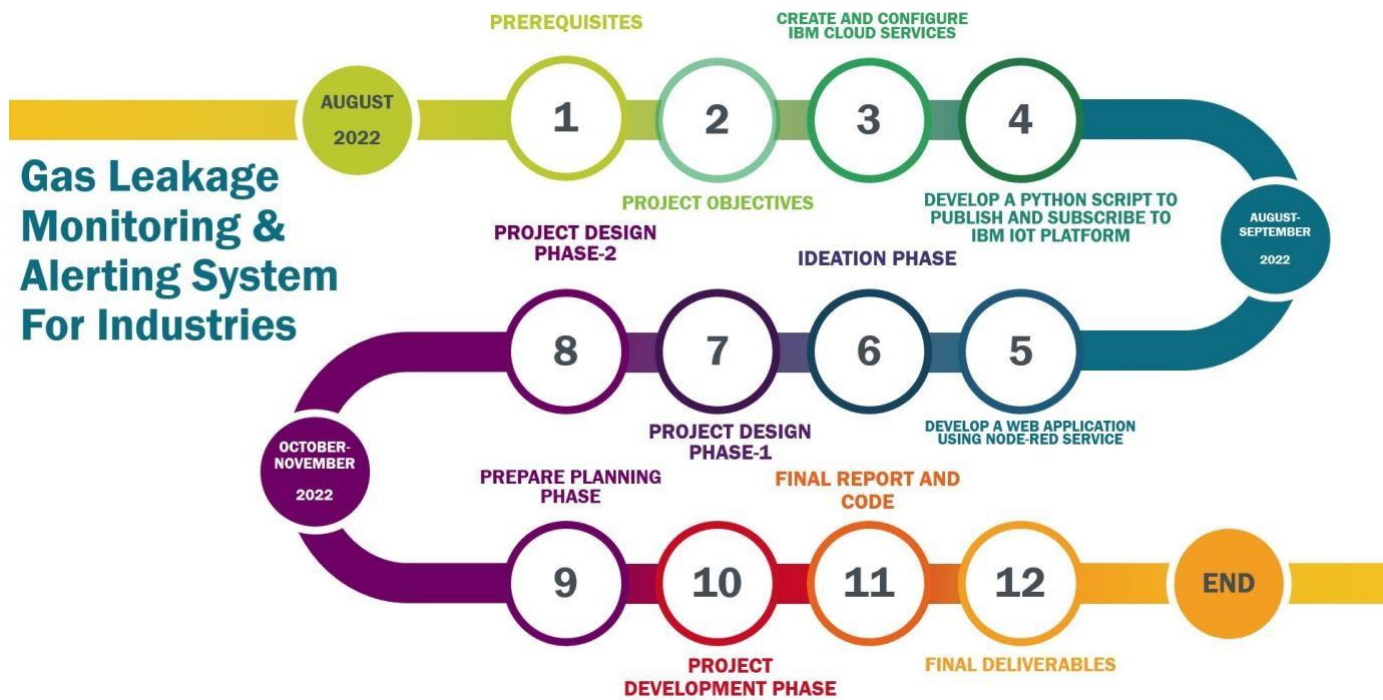 PREREQUISITES
CREATE AND CONFIGURE
IBM CLOUD SERVICES
AUGUST
2022
1
2
3
4
Gas Leakage
Monitoring &
Alerting System
For Industries
PROJECT OBJECTIVES
DEVELOP A PYTHON SCRIPT TO
PUBLISH AND SUBSCRIBE TO
IBM IOT PLATFORM
AUGUST-
SEPTEMBER
2022
PROJECT DESIGN
PHASE-2
IDEATION PHASE
8
7
6
5
PROJECT DESIGN
PHASE-1
DEVELOP A WEB APPLICATION
USING NODE-RED SERVICE
OCTOBER-
NOVEMBER
2022
PREPARE PLANNING
PHASE
FINAL REPORT AND
CODE
9
10
11
12
END
PROJECT
DEVELOPMENT PHASE
FINAL DELIVERABLES